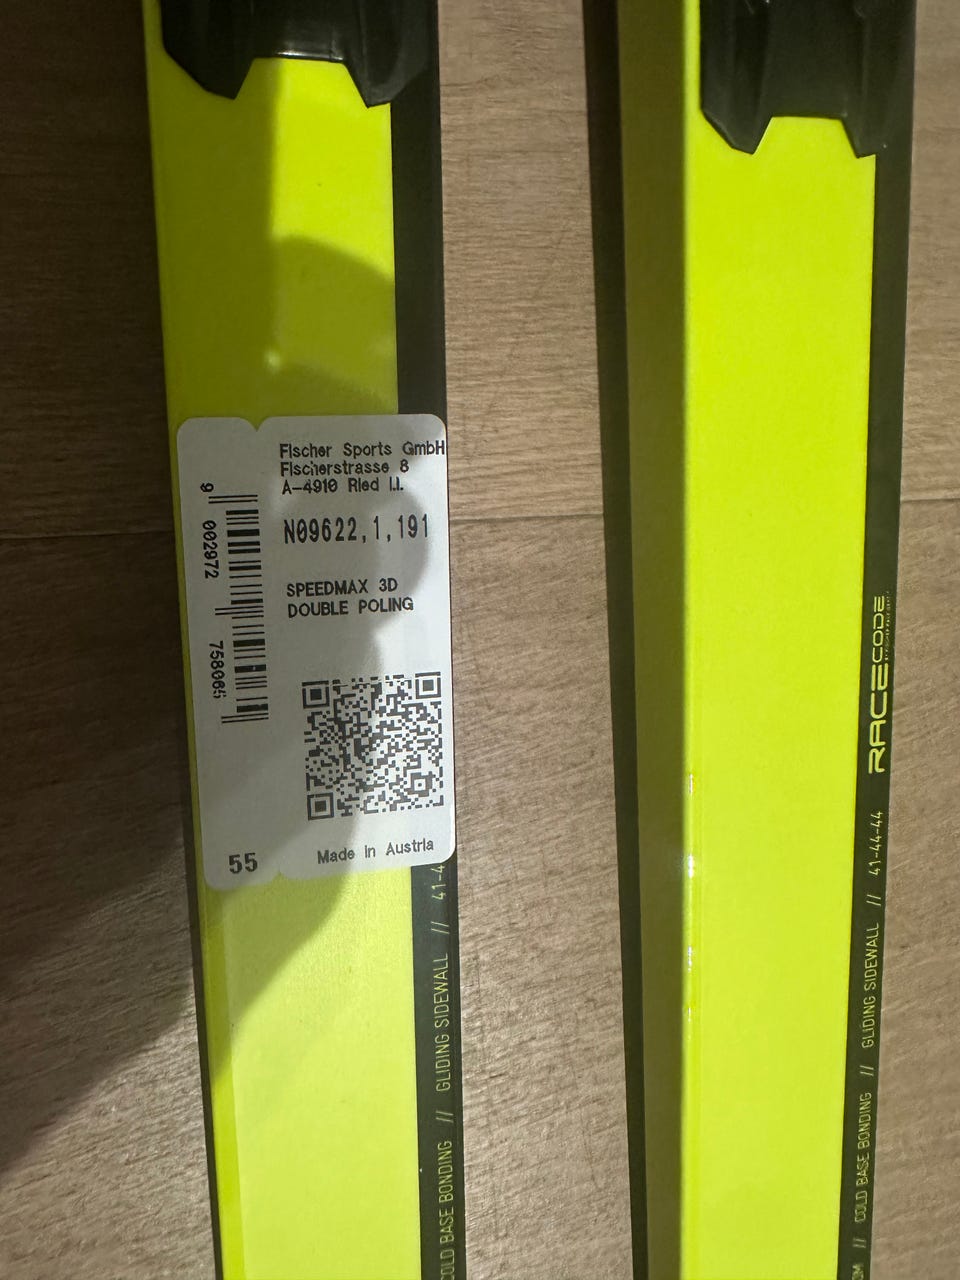 Fischer Sports GmbH
Fischerstrasse 8
A-4910 Ried I.I.
N09622,1,191
SPEEDMAX 3D
DOUBLE POLING
9 002972 758066
55
Made in Austria
COLD BASE BONDING // GLIDING SIDEWALL // 41-4
RACECODE
COLD BASE BONDING // GLIDING SIDEWALL // 41-44-44